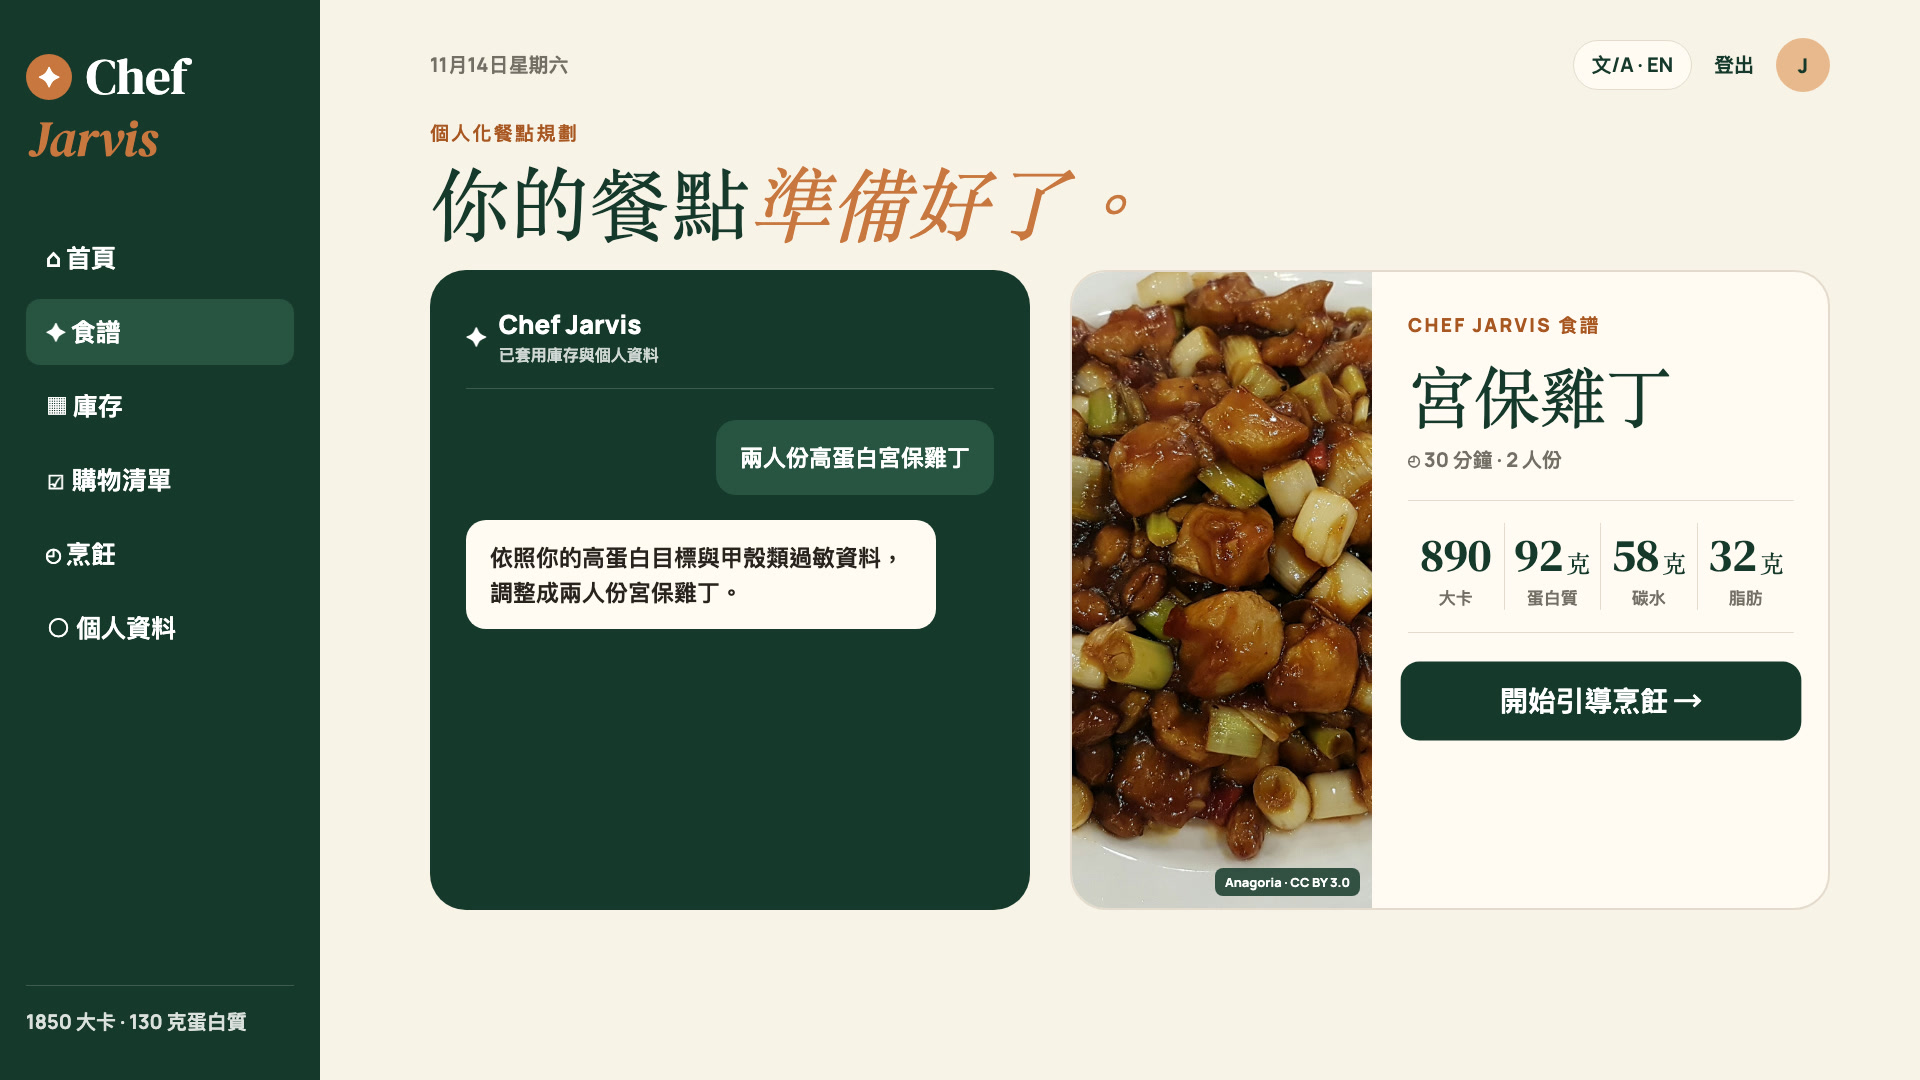 Chef
Jarvis
首頁
食譜
庫存
購物清單
烹飪
個人資料
1850 大卡 · 130 克蛋白質
11月14日星期六
文/A · EN
登出
J
個人化餐點規劃
你的餐點準備好了。
Chef Jarvis
已套用庫存與個人資料
兩人份高蛋白宮保雞丁
依照你的高蛋白目標與甲殼類過敏資料，
調整成兩人份宮保雞丁。
Anagoria · CC BY 3.0
CHEF JARVIS 食譜
宮保雞丁
30 分鐘 · 2 人份
890 92 克 58 克 32 克
大卡 蛋白質 碳水 脂肪
開始引導烹飪 →